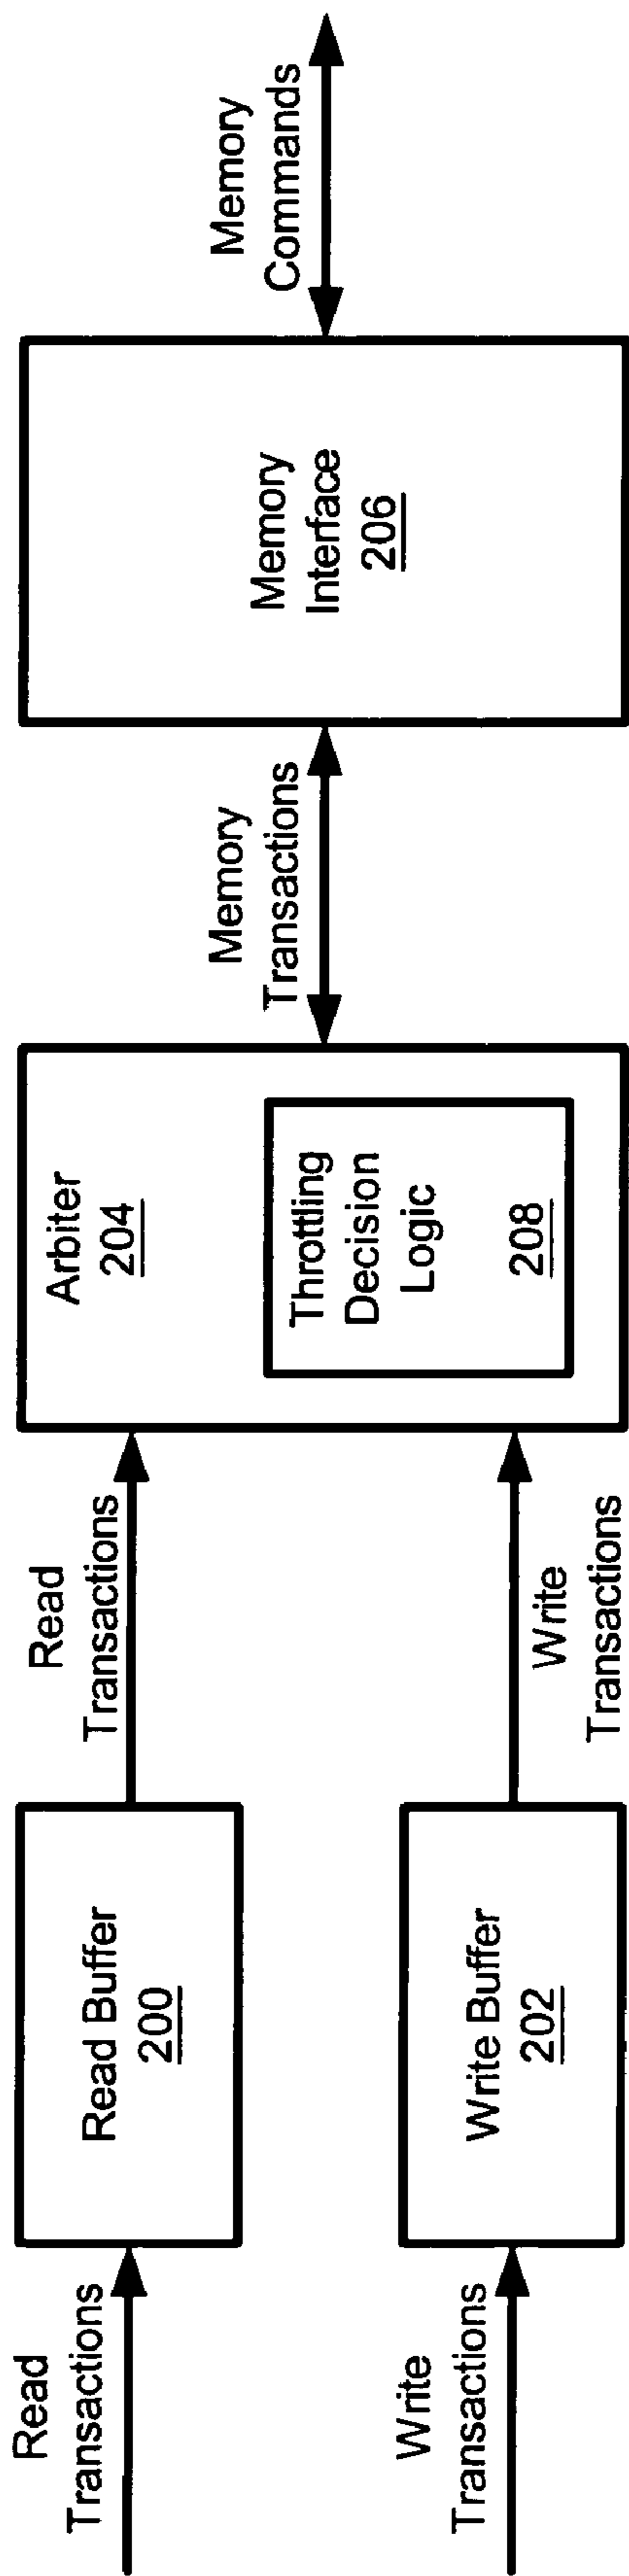 Read
Transactions
Read Buffer
200
Read
Transactions
Write
Transactions
Write Buffer
202
Write
Transactions
Arbiter
204
Throttling
Decision
Logic
208
Memory
Transactions
Memory
Interface
206
Memory
Commands